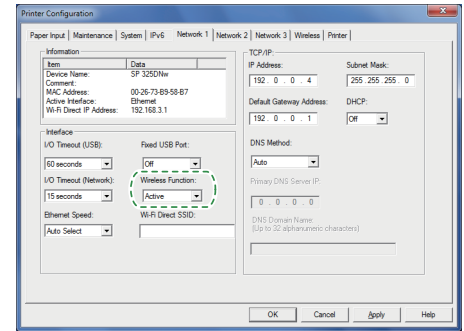 Printer Configuration
Paper Input | Maintenance | System | IPv6 | Network 1 | Network 2 | Network 3 | Wireless | Printer
Information
Item Data
Device Name: SP 325DNw
Comment:
MAC Address: 00-26-73-B9-58-B7
Active Interface: Ethernet
Wi-Fi Direct IP Address: 192.168.3.1
Interface
I/O Timeout (USB): Fixed USB Port:
60 seconds Off
I/O Timeout (Network): Wireless Function:
15 seconds Active
Ethernet Speed: Wi-Fi Direct SSID:
Auto Select
TCP/IP:
IP Address: Subnet Mask:
192 . 0 . 0 . 4 255 . 255 . 255 . 0
Default Gateway Address: DHCP:
192 . 0 . 0 . 1 Off
DNS Method:
Auto
Primary DNS Server IP:
0 . 0 . 0 . 0
DNS Domain Name:
(Up to 32 alphanumeric characters)
OK Cancel Apply Help